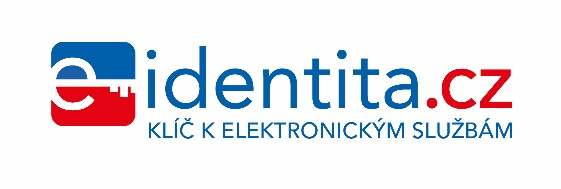 e identita.cz
KLÍČ K ELEKTRONICKÝM SLUŽBÁM